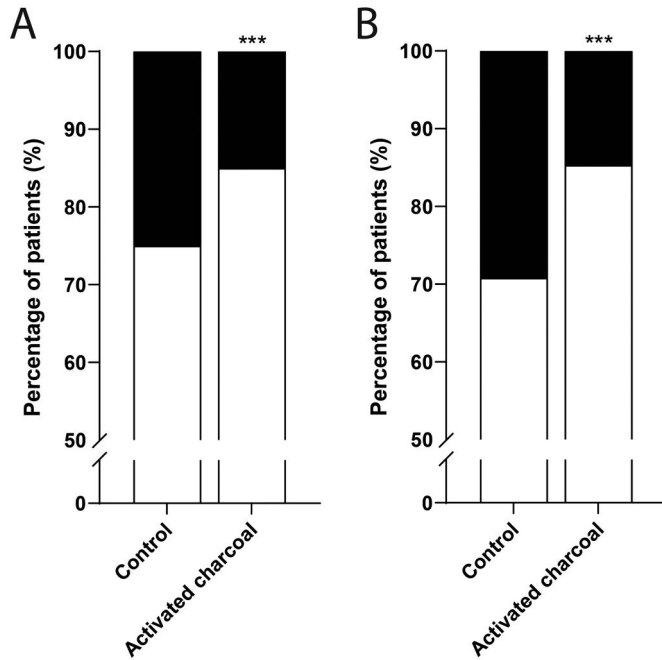 A
Percentage of patients (%)
100
90
80
70
60
50
0
***
Control
Activated charcoal
B
Percentage of patients (%)
100
90
80
70
60
50
0
***
Control
Activated charcoal